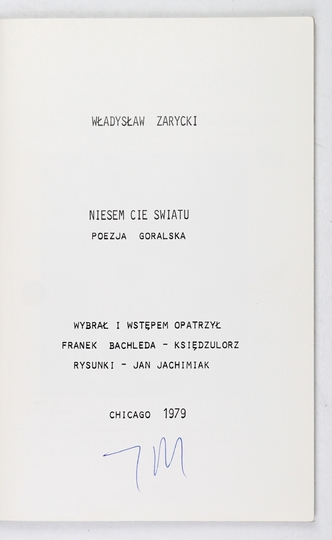 WŁADYSŁAW ZARYCKI
NIESEM CIE SWIATU
POEZJA GORALSKA
WYBRAŁ I WSTĘPEM OPATRZYŁ
FRANEK BACHLEDA - KSIĘDZULORZ
RYSUNKI - JAN JACHIMIAK
CHICAGO 1979